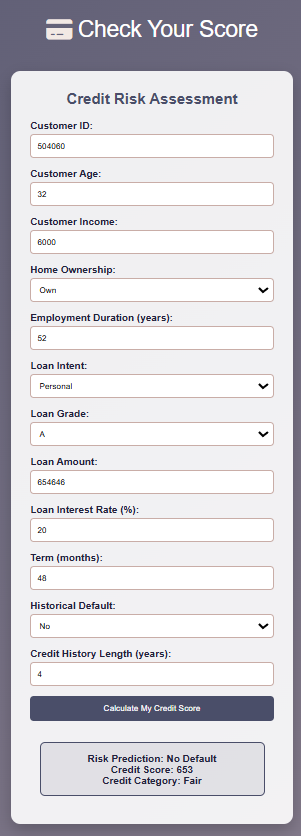 Check Your Score
Credit Risk Assessment
Customer ID:
504060
Customer Age:
32
Customer Income:
6000
Home Ownership:
Own
Employment Duration (years):
52
Loan Intent:
Personal
Loan Grade:
A
Loan Amount:
654646
Loan Interest Rate (%):
20
Term (months):
48
Historical Default:
No
Credit History Length (years):
4
Calculate My Credit Score
Risk Prediction: No Default
Credit Score: 653
Credit Category: Fair